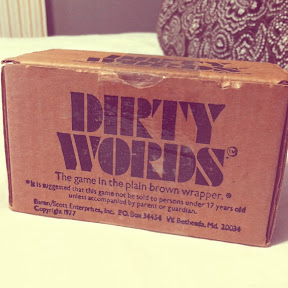 DIRTY WORDS
DIRTY
WORDS
The game in the plain brown wrapper.
It is suggested that this game not be sold to persons under 17 years old
unless accompanied by parent or guardian.
Baron/Scott Enterprises, Inc. P.O. Box 34454 W. Bethesda, Md. 20034
Copyright 1977